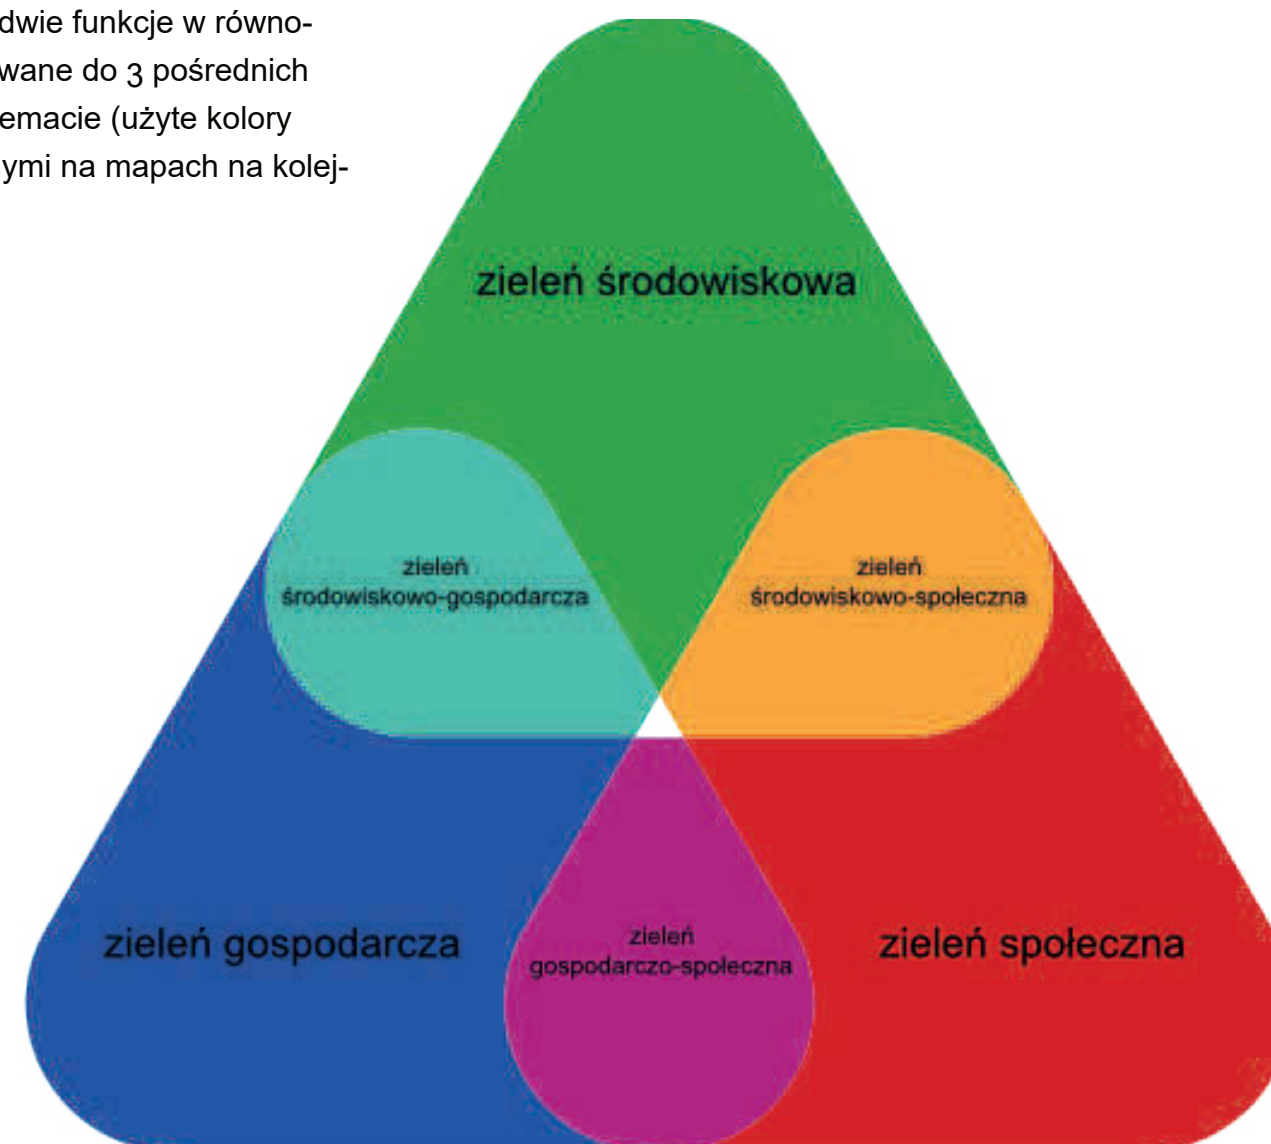 dwie funkcje w równo-
wane do 3 pośrednich
emacie (użyte kolory
ymi na mapach na kolej-
zieleń środowiskowa
zieleń
środowiskowo-gospodarcza
zieleń
środowiskowo-społeczna
zieleń gospodarcza
zieleń
gospodarczo-społeczna
zieleń społeczna